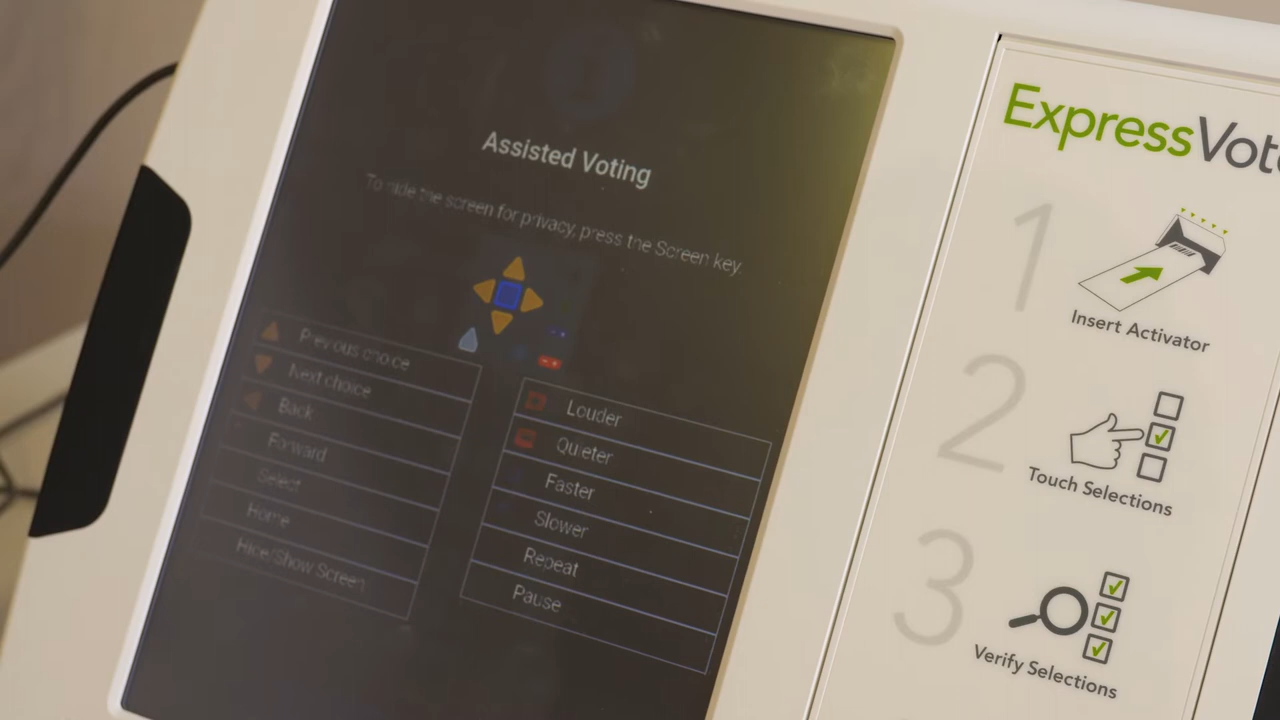 Assisted Voting
To hide the screen for privacy, press the Screen key
Previous choice
Next choice
Back
Forward
Select
Home
Hide/Show Screen
Louder
Quieter
Faster
Slower
Repeat
Pause
ExpressVote
1
Insert Activator
2
Touch Selections
3
Verify Selections